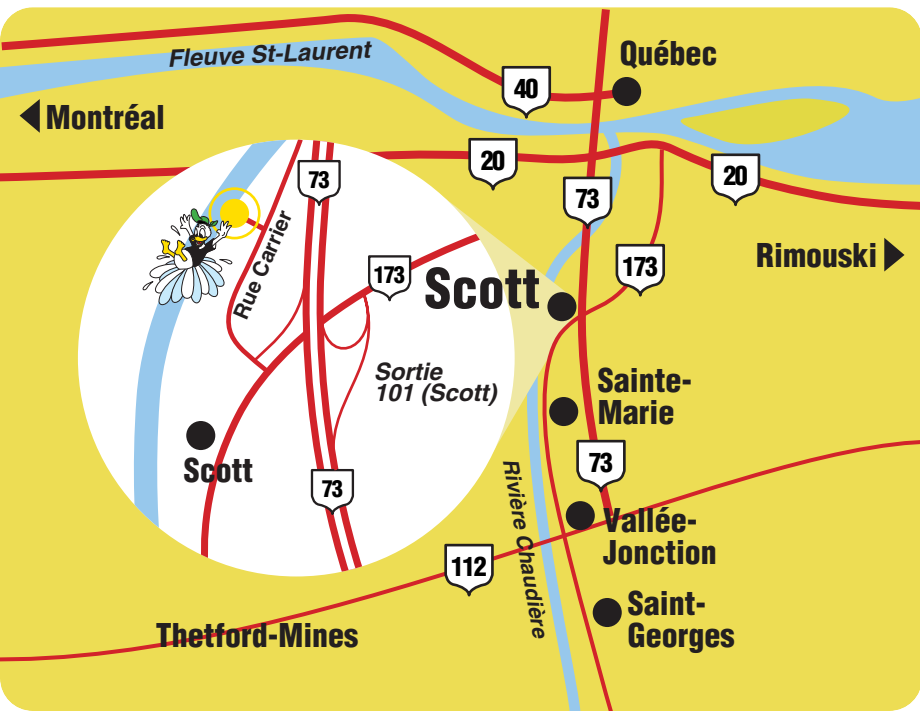 Fleuve St-Laurent
Québec
40
Montréal
20
73
20
73
Rue Carrier
173
173
Rimouski
Scott
Sortie
101 (Scott)
Sainte-
Marie
Scott
73
73
Rivière Chaudière
Vallée-
Jonction
112
Saint-
Georges
Thetford-Mines